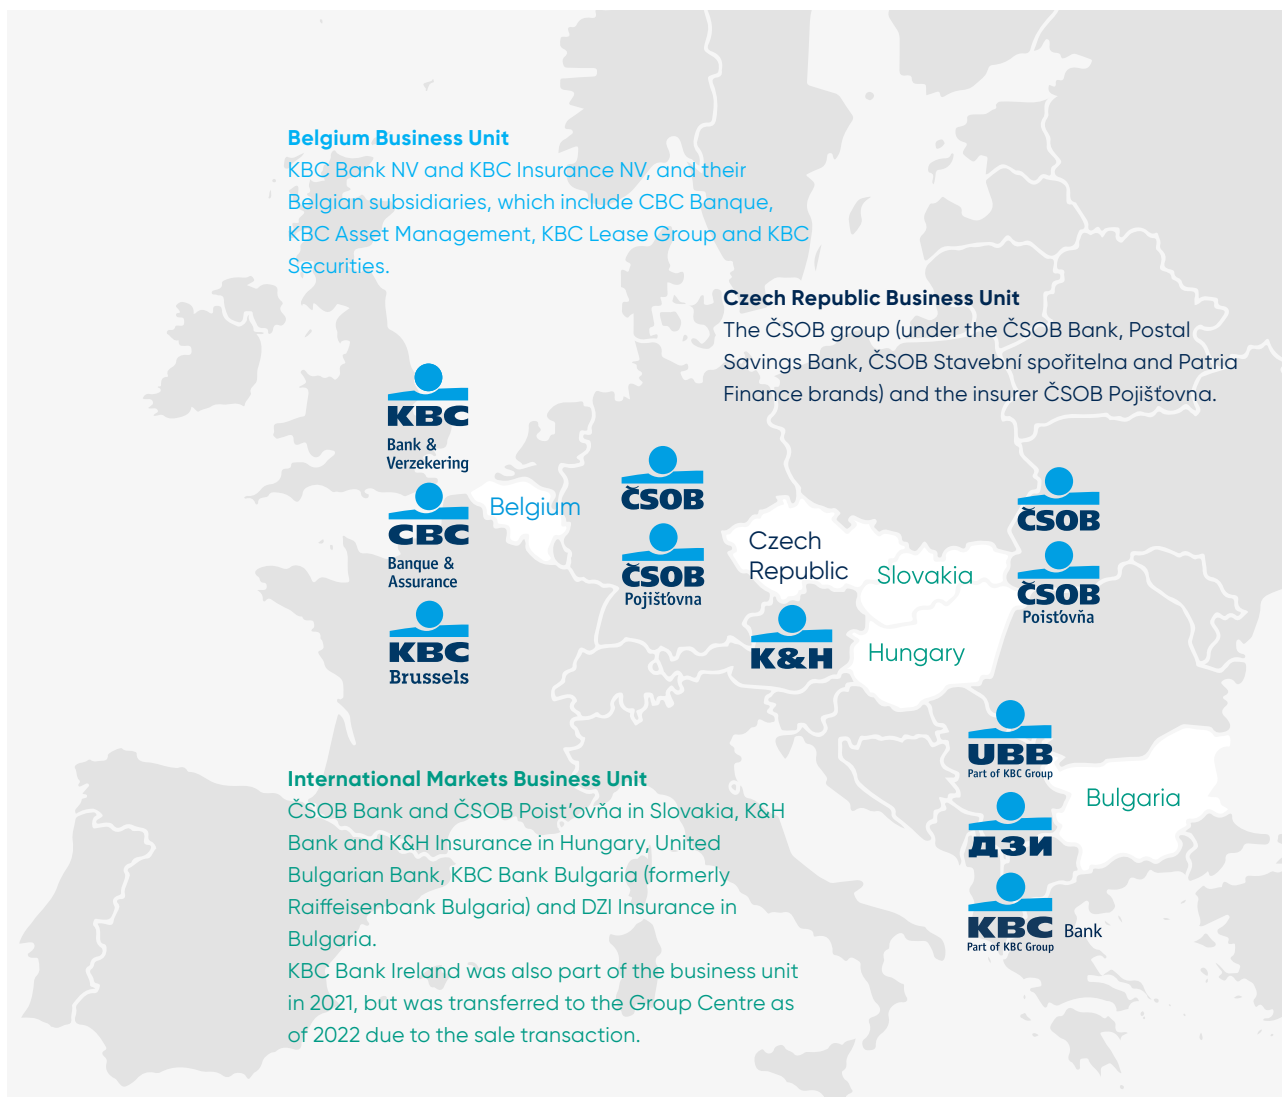 Belgium Business Unit
KBC Bank NV and KBC Insurance NV, and their
Belgian subsidiaries, which include CBC Banque,
KBC Asset Management, KBC Lease Group and KBC
Securities.
Czech Republic Business Unit
The ČSOB group (under the ČSOB Bank, Postal
Savings Bank, ČSOB Stavební spořitelna and Patria
Finance brands) and the insurer ČSOB Pojišťovna.
KBC
Bank &
Verzekering
CBC
Banque &
Assurance
KBC
Brussels
Belgium
ČSOB
ČSOB
Pojišťovna
Czech
Republic
Slovakia
ČSOB
ČSOB
Poisťovňa
K&H
Hungary
UBB
Part of KBC Group
ДЗИ
KBC Bank
Part of KBC Group
Bulgaria
International Markets Business Unit
ČSOB Bank and ČSOB Poist’ovňa in Slovakia, K&H
Bank and K&H Insurance in Hungary, United
Bulgarian Bank, KBC Bank Bulgaria (formerly
Raiffeisenbank Bulgaria) and DZI Insurance in
Bulgaria.
KBC Bank Ireland was also part of the business unit
in 2021, but was transferred to the Group Centre as
of 2022 due to the sale transaction.